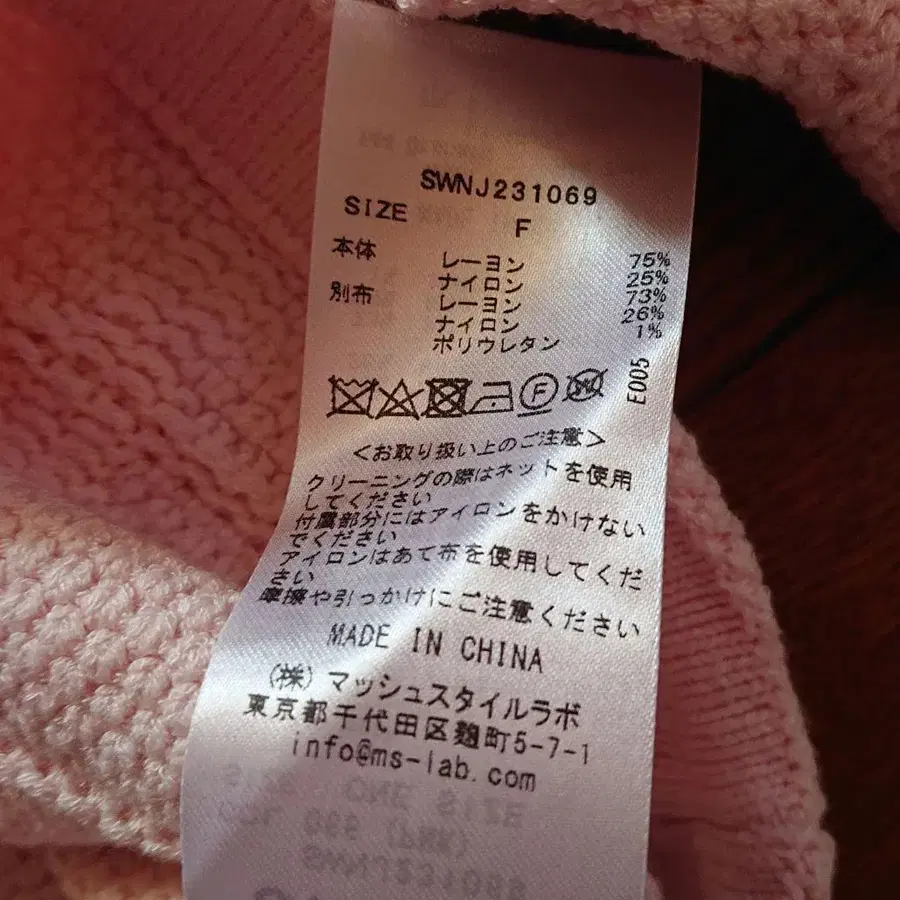 SWNJ231069
SIZE F
本体 レーヨン 75%
ナイロン 25%
別布 レーヨン 73%
ナイロン 26%
ポリウレタン 1%
F W E005
<お取り扱い上のご注意>
クリーニングの際はネットを使用
してください
付属部分にはアイロンをかけない
でください
アイロンはあて布を使用してくだ
さい
摩擦や引っかけにご注意ください
MADE IN CHINA
(株)マッシュスタイルラボ
東京都千代田区麹町5-7-1
info@ms-lab.com
ONE SIZE
(PNK)